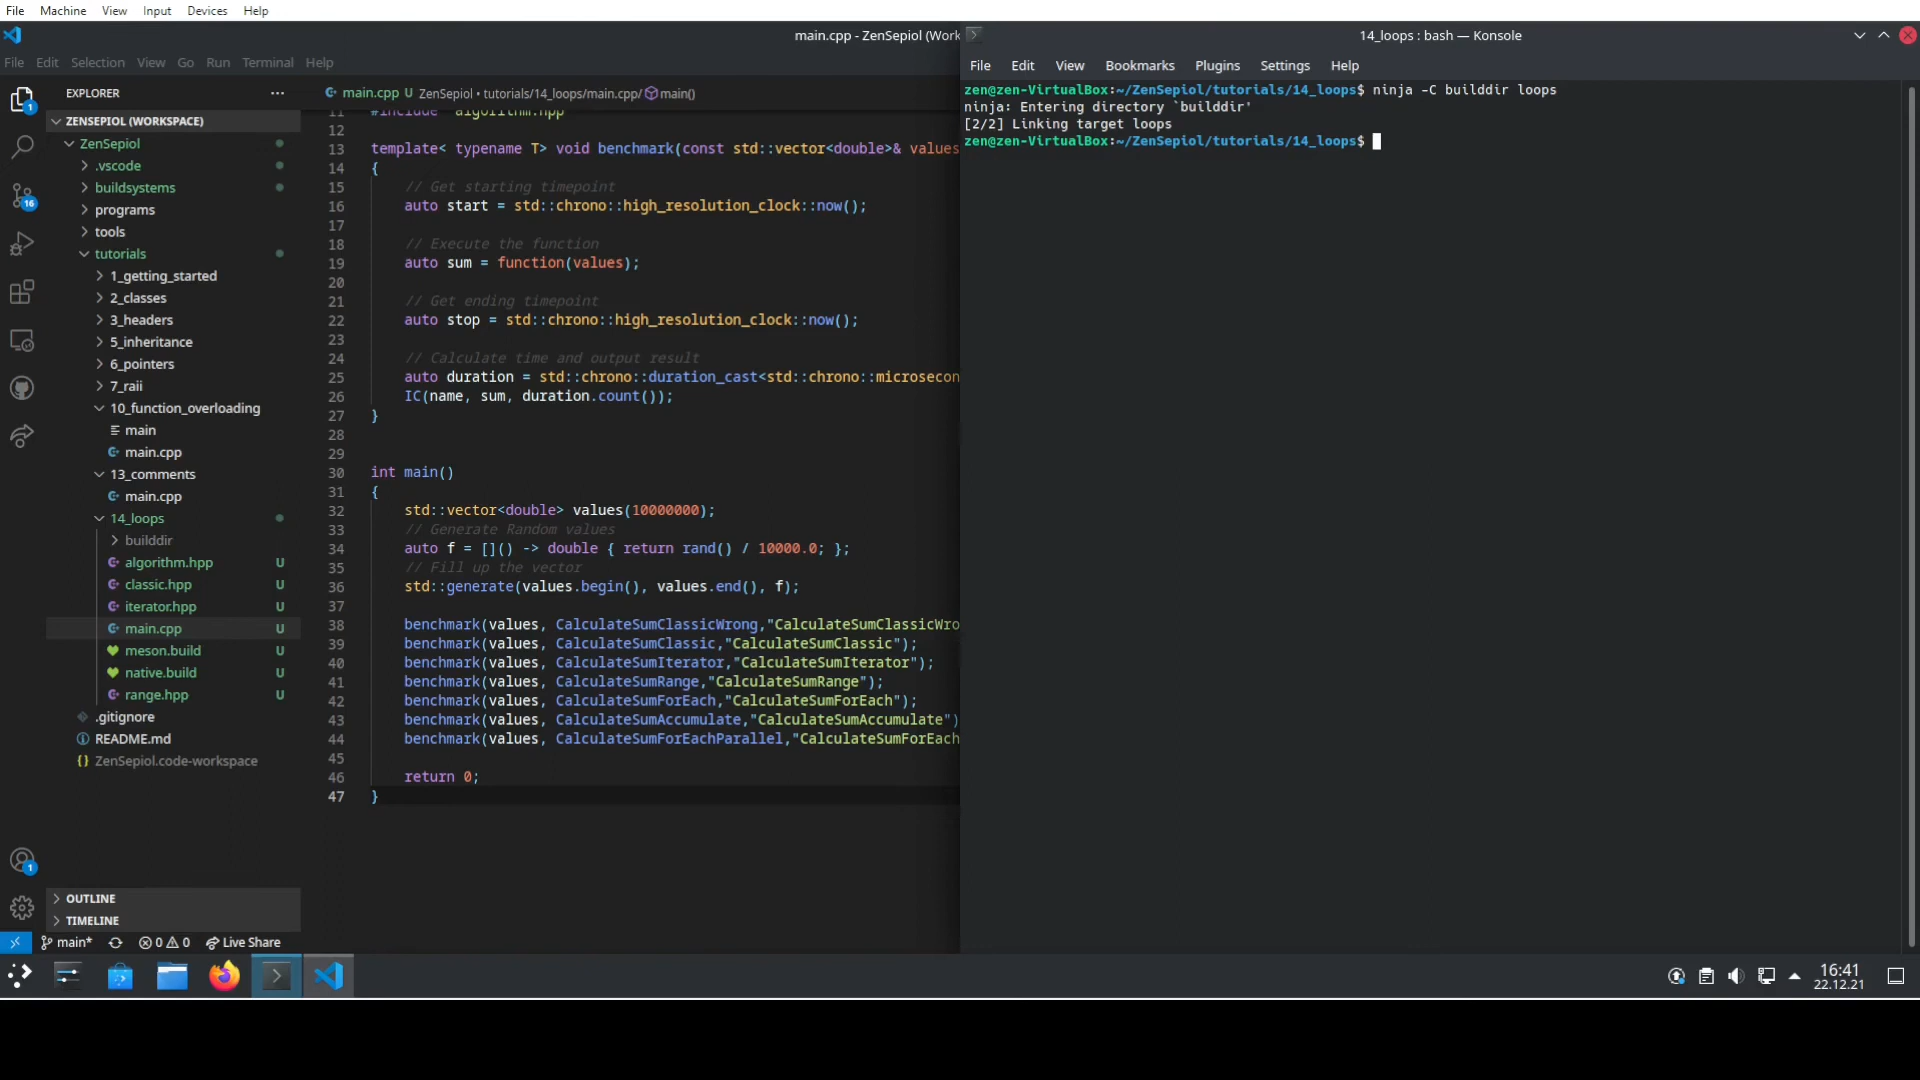 File Machine View Input Devices Help
main.cpp - ZenSepiol (Work
File Edit Selection View Go Run Terminal Help
EXPLORER
ZENSEPIOL (WORKSPACE)
ZenSepiol
.vscode
buildsystems
programs
tools
tutorials
1_getting_started
2_classes
3_headers
5_inheritance
6_pointers
7_raii
10_function_overloading
main
main.cpp
13_comments
main.cpp
14_loops
builddir
algorithm.hpp U
classic.hpp U
iterator.hpp U
main.cpp U
meson.build U
native.build U
range.hpp U
.gitignore
README.md
{} ZenSepiol.code-workspace
OUTLINE
TIMELINE
1
16
1
main.cpp U ZenSepiol • tutorials/14_loops/main.cpp/ main()
11 #include "algorithm.hpp"
12
13 template< typename T> void benchmark(const std::vector<double>& values
14 {
15 // Get starting timepoint
16 auto start = std::chrono::high_resolution_clock::now();
17
18 // Execute the function
19 auto sum = function(values);
20
21 // Get ending timepoint
22 auto stop = std::chrono::high_resolution_clock::now();
23
24 // Calculate time and output result
25 auto duration = std::chrono::duration_cast<std::chrono::microsecon
26 IC(name, sum, duration.count());
27 }
28
29
30 int main()
31 {
32 std::vector<double> values(10000000);
33 // Generate Random values
34 auto f = []() -> double { return rand() / 10000.0; };
35 // Fill up the vector
36 std::generate(values.begin(), values.end(), f);
37
38 benchmark(values, CalculateSumClassicWrong,"CalculateSumClassicWro
39 benchmark(values, CalculateSumClassic,"CalculateSumClassic");
40 benchmark(values, CalculateSumIterator,"CalculateSumIterator");
41 benchmark(values, CalculateSumRange,"CalculateSumRange");
42 benchmark(values, CalculateSumForEach,"CalculateSumForEach");
43 benchmark(values, CalculateSumAccumulate,"CalculateSumAccumulate")
44 benchmark(values, CalculateSumForEachParallel,"CalculateSumForEach
45
46 return 0;
47 }
14_loops : bash — Konsole
File Edit View Bookmarks Plugins Settings Help
zen@zen-VirtualBox:~/ZenSepiol/tutorials/14_loops$ ninja -C builddir loops
ninja: Entering directory `builddir'
[2/2] Linking target loops
zen@zen-VirtualBox:~/ZenSepiol/tutorials/14_loops$
main* 0 0 Live Share
16:41
22.12.21